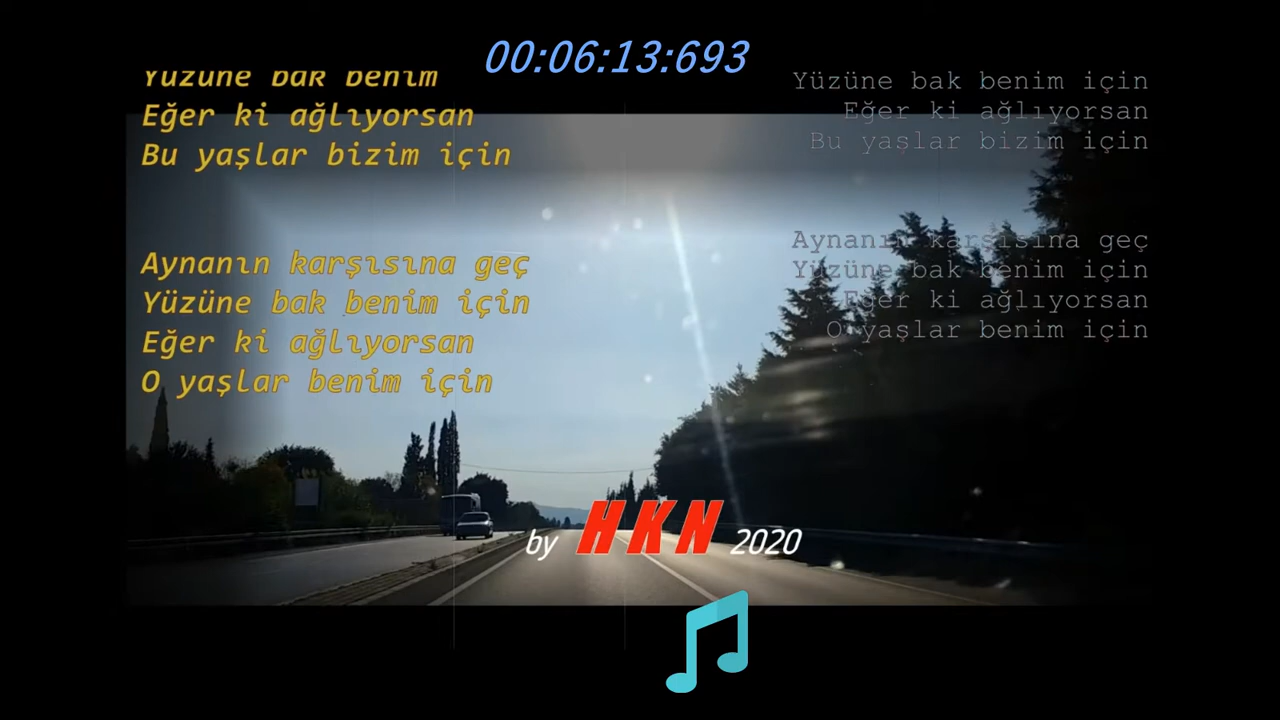 00:06:13:693
Yüzüne bak benim
Eğer ki ağlıyorsan
Bu yaşlar bizim için
Aynanın karşısına geç
Yüzüne bak benim için
Eğer ki ağlıyorsan
O yaşlar benim için
Yüzüne bak benim için
Eğer ki ağlıyorsan
Bu yaşlar bizim için
Aynanın karşısına geç
Yüzüne bak benim için
Eğer ki ağlıyorsan
O yaşlar benim için
by HKN 2020